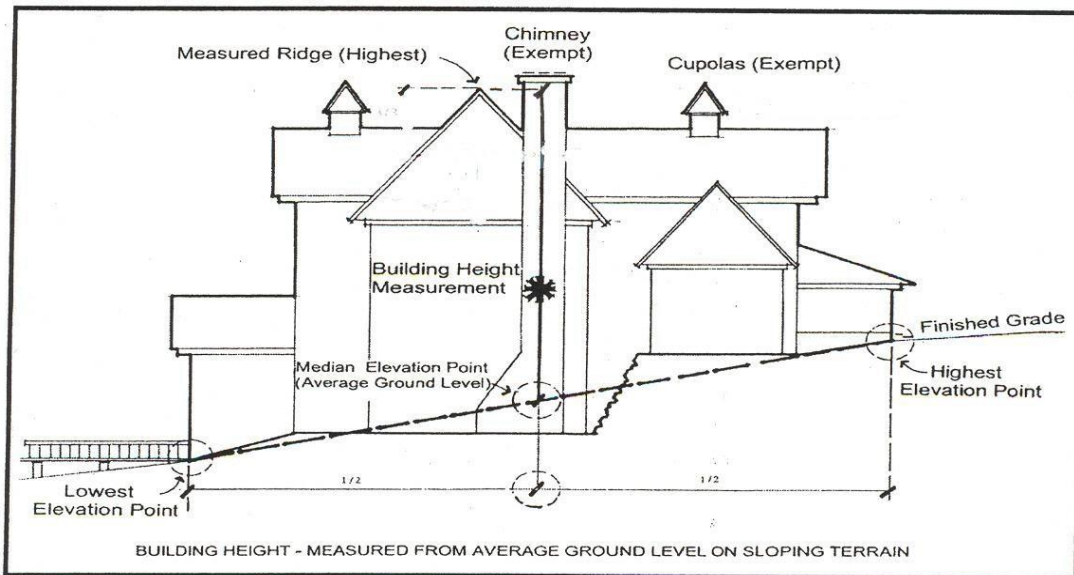 Chimney
(Exempt)
Measured Ridge (Highest)
Cupolas (Exempt)
Building Height
Measurement
Finished Grade
Median Elevation Point
(Average Ground Level)
Highest
Elevation Point
Lowest
Elevation Point
1/2
1/2
BUILDING HEIGHT - MEASURED FROM AVERAGE GROUND LEVEL ON SLOPING TERRAIN